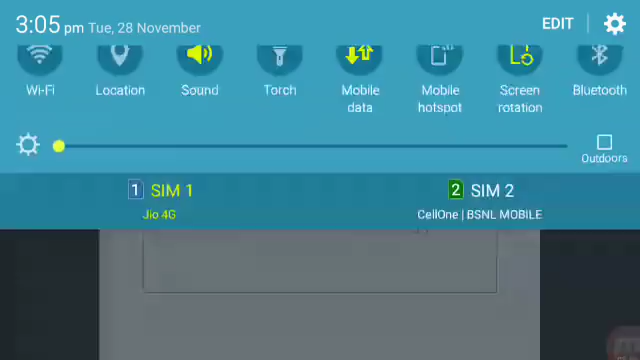 3:05 pm Tue, 28 November EDIT
Wi-Fi Location Sound Torch Mobile data Mobile hotspot Screen rotation Bluetooth
Outdoors
1 SIM 1 2 SIM 2
Jio 4G CellOne | BSNL MOBILE